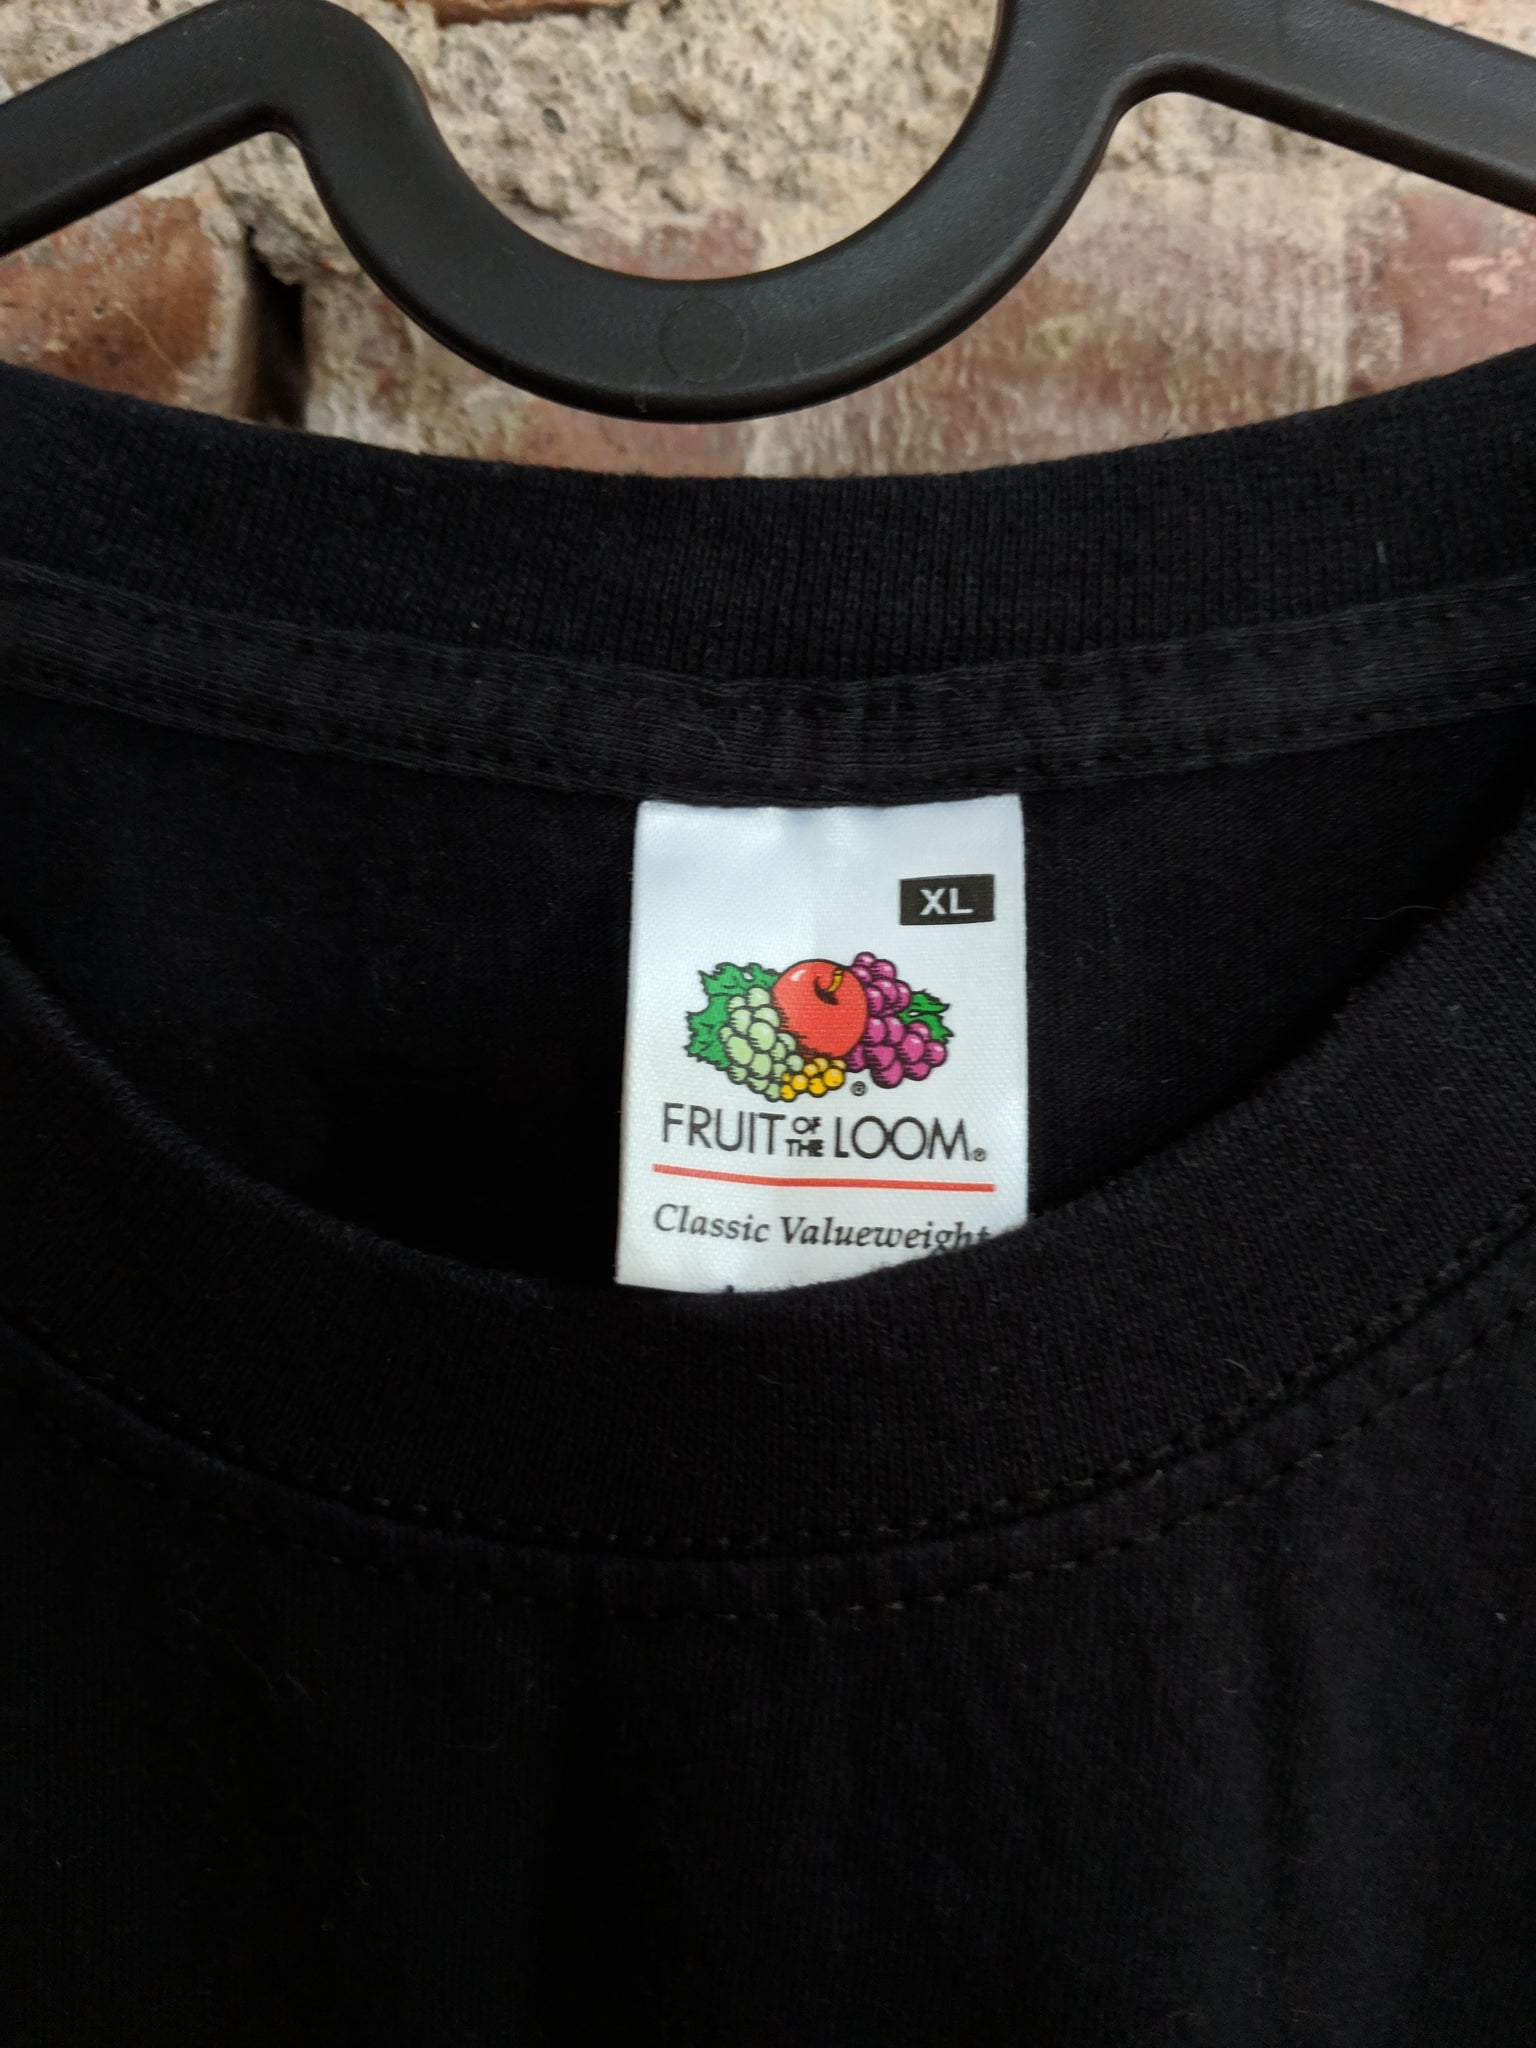 XL
FRUIT OF THE LOOM®
Classic Valueweight